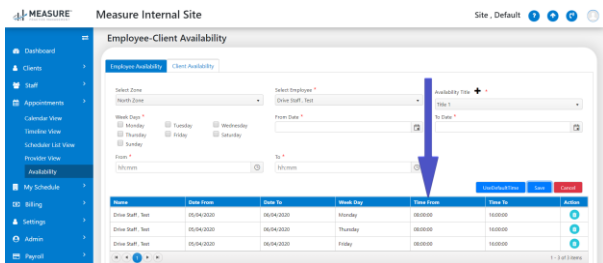 MEASURE
Measure Internal Site
Site , Default
Employee-Client Availability
Dashboard
Clients
Staff
Appointments
Calendar View
Timeline View
Scheduler List View
Provider View
Availability
My Schedule
Billing
Settings
Admin
Payroll
Employee Availability Client Availability
Select Zone Select Employee * Availability Title + *
North Zone Drive Staff , Test Title 1
Week Days * From Date * To Date *
Monday Tuesday Wednesday
Thursday Friday Saturday
Sunday
From * To *
hh:mm hh:mm
UseDefaultTime Save Cancel
Name Date From Date To Week Day Time From Time To Action
Drive Staff , Test 05/04/2020 06/04/2020 Monday 08:00:00 16:00:00
Drive Staff , Test 05/04/2020 06/04/2020 Thursday 08:00:00 16:00:00
Drive Staff , Test 05/04/2020 06/04/2020 Friday 08:00:00 16:00:00
1 1 - 3 of 3 items